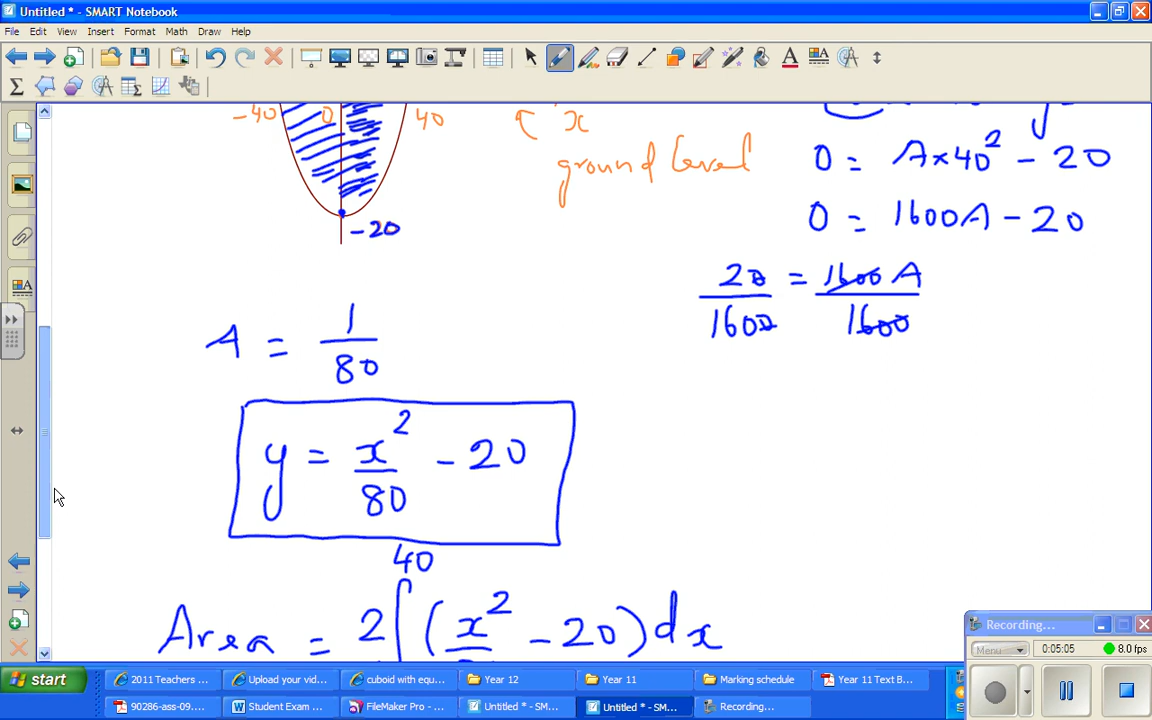 Untitled * - SMART Notebook
File Edit View Insert Format Math Draw Help
-40 0 40
x
ground level
-20
0 = A×40² - 20
0 = 1600A - 20
20/1600 = 1600A/1600
A = 1/80
y = x²/80 - 20
40
Area = 2∫(x² - 20)dx
Recording...
Menu 0:05:05 8.0 fps
start
2011 Teachers ... Upload your vid... cuboid with equ... Year 12 Year 11 Marking schedule Year 11 Text B...
90286-ass-09.... Student Exam ... FileMaker Pro - ... Untitled * - SM... Untitled * - SM... Recording...